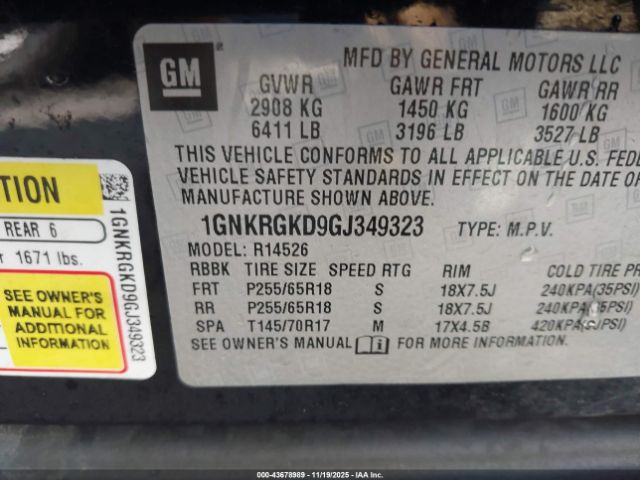 GM
MFD BY GENERAL MOTORS LLC
GVWR GAWR FRT GAWR RR
2908 KG 1450 KG 1600 KG
6411 LB 3196 LB 3527 LB
THIS VEHICLE CONFORMS TO ALL APPLICABLE U.S. FEDE
VEHICLE SAFETY STANDARDS IN EFFECT ON THE DATE OF
MANUFACTURE SHOWN ABOVE.
1GNKRGKD9GJ349323 TYPE: M.P.V.
MODEL: R14526
RBBK TIRE SIZE SPEED RTG RIM COLD TIRE PR
FRT P255/65R18 S 18X7.5J 240KPA(35PSI)
RR P255/65R18 S 18X7.5J 240KPA(35PSI)
SPA T145/70R17 M 17X4.5B 420KPA(
SEE OWNER'S MANUAL FOR MORE INFORMATION.
TION
REAR 6
1671 lbs.
SEE OWNER'S
MANUAL FOR
ADDITIONAL
INFORMATION
1GNKRGKD9GJ349323
000-43678989 - 11/19/2025 - IAAI, Inc.